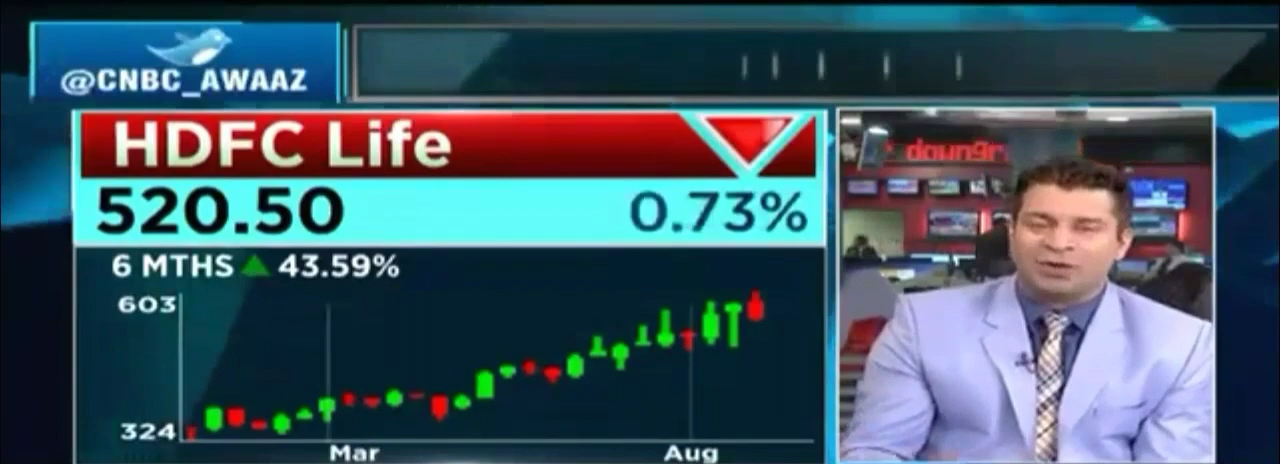 @CNBC_AWAAZ
HDFC Life
520.50 0.73%
6 MTHS 43.59%
603
324
Mar Aug